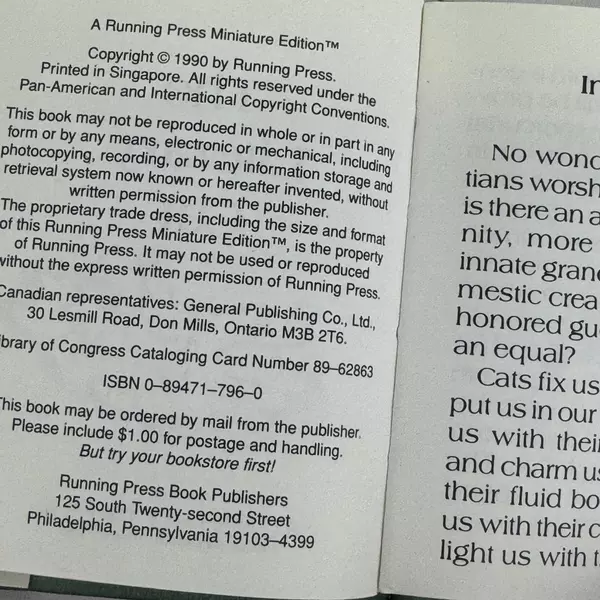 A Running Press Miniature Edition™
Copyright © 1990 by Running Press.
Printed in Singapore. All rights reserved under the
Pan-American and International Copyright Conventions.
This book may not be reproduced in whole or in part in any
form or by any means, electronic or mechanical, including
photocopying, recording, or by any information storage and
retrieval system now known or hereafter invented, without
written permission from the publisher.
The proprietary trade dress, including the size and format
of this Running Press Miniature Edition™, is the property
of Running Press. It may not be used or reproduced
without the express written permission of Running Press.
Canadian representatives: General Publishing Co., Ltd.,
30 Lesmill Road, Don Mills, Ontario M3B 2T6.
ibrary of Congress Cataloging Card Number 89–62863
ISBN 0–89471–796–0
This book may be ordered by mail from the publisher.
Please include $1.00 for postage and handling.
But try your bookstore first!
Running Press Book Publishers
125 South Twenty-second Street
Philadelphia, Pennsylvania 19103–4399
In
No wond
tians worsh
is there an a
nity, more
innate grand
mestic crea
honored gu
an equal?
Cats fix us
put us in our
us with their
and charm us
their fluid bo
us with their c
light us with t